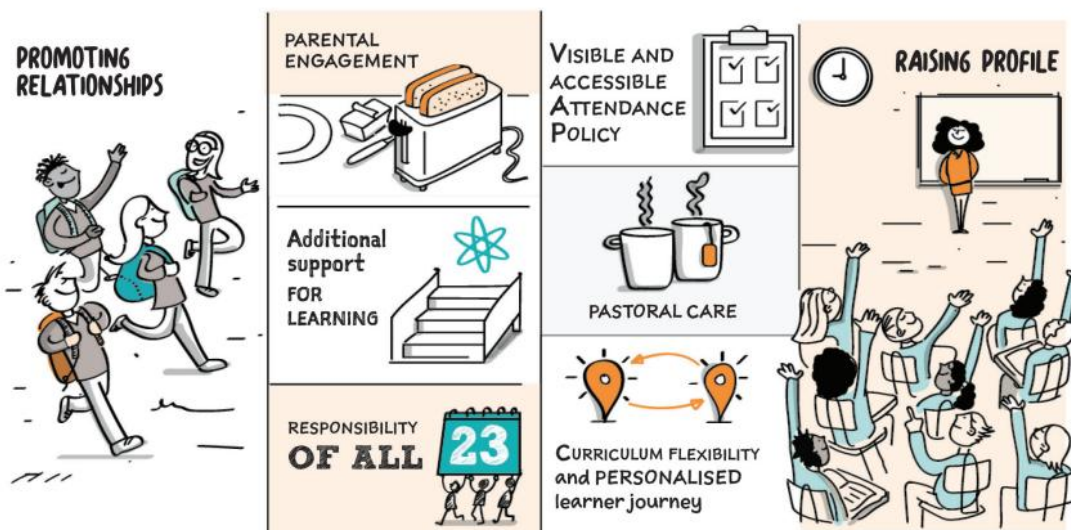 PROMOTING
RELATIONSHIPS
PARENTAL
ENGAGEMENT
Additional
support
FOR
LEARNING
RESPONSIBILITY
OF ALL
23
VISIBLE AND
ACCESSIBLE
ATTENDANCE
POLICY
PASTORAL CARE
CURRICULUM FLEXIBILITY
and PERSONALISED
learner journey
RAISING PROFILE